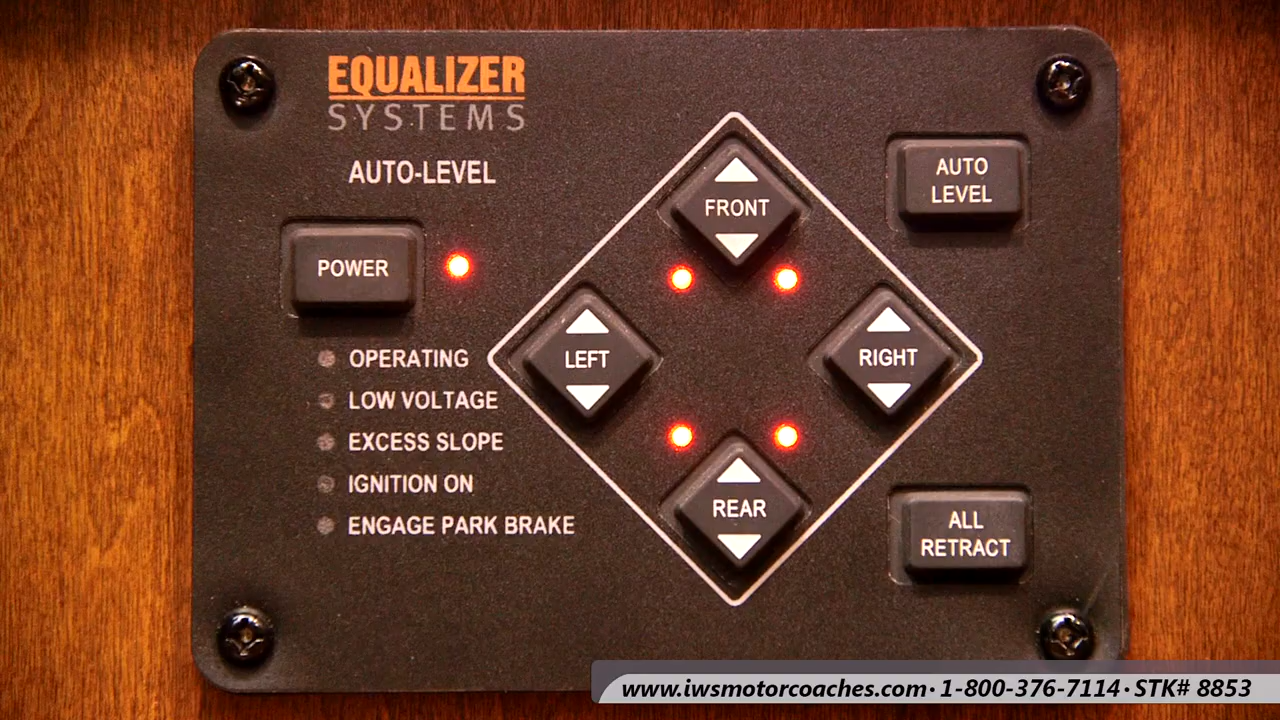 EQUALIZER
SYSTEMS
AUTO-LEVEL
POWER
OPERATING
LOW VOLTAGE
EXCESS SLOPE
IGNITION ON
ENGAGE PARK BRAKE
FRONT
LEFT
RIGHT
REAR
AUTO
LEVEL
ALL
RETRACT
www.iwsmotorcoaches.com · 1-800-376-7114 · STK# 8853